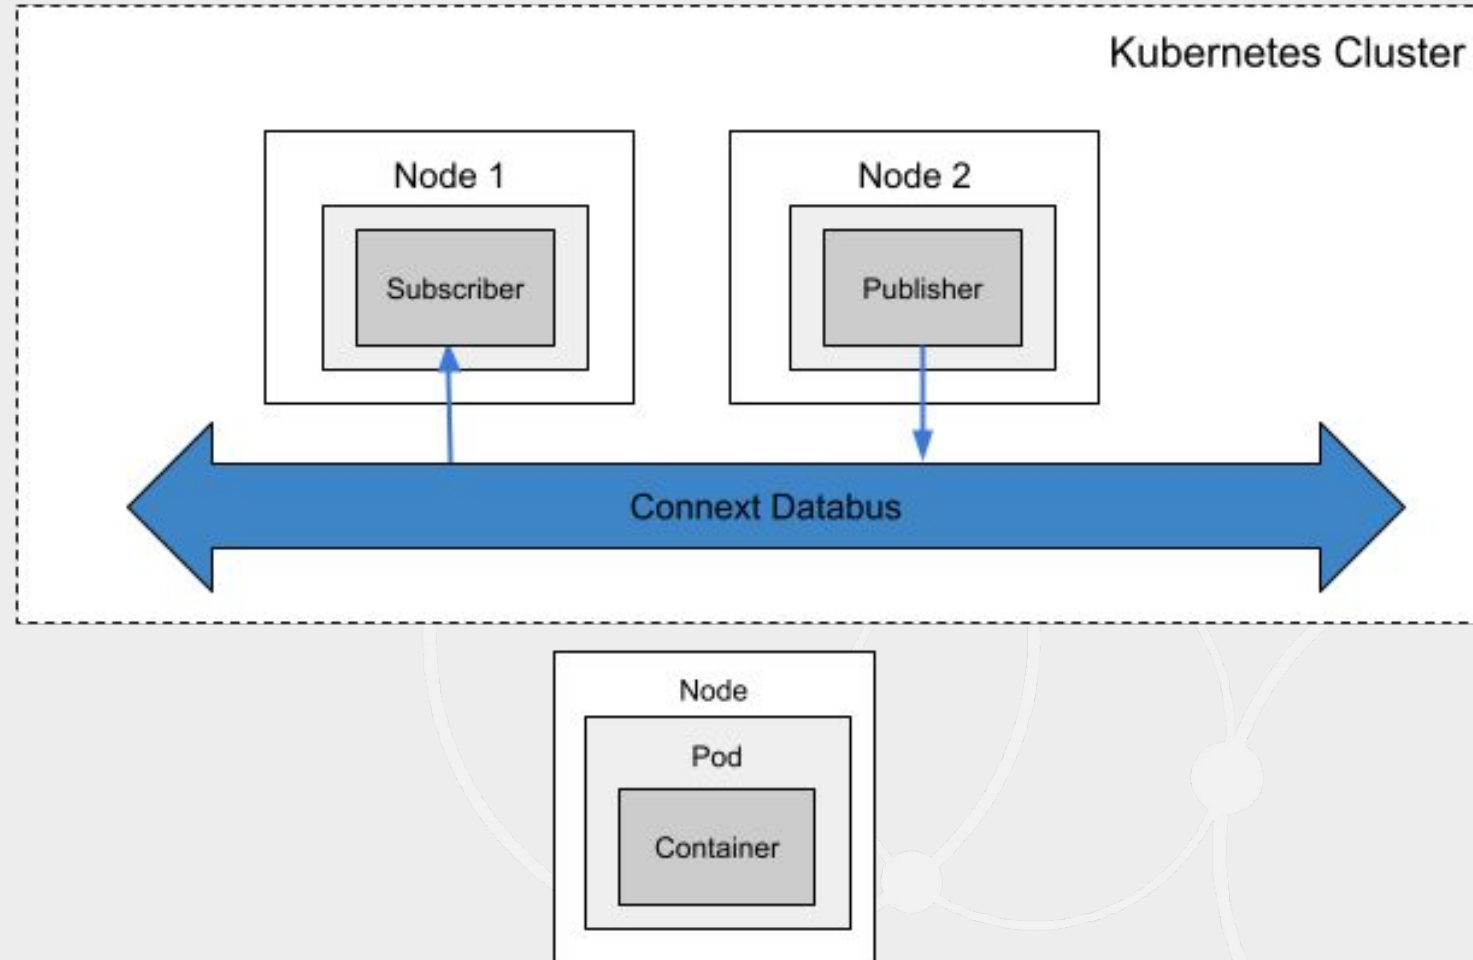 Kubernetes Cluster
Node 1
Node 2
Subscriber
Publisher
Connext Databus
Node
Pod
Container